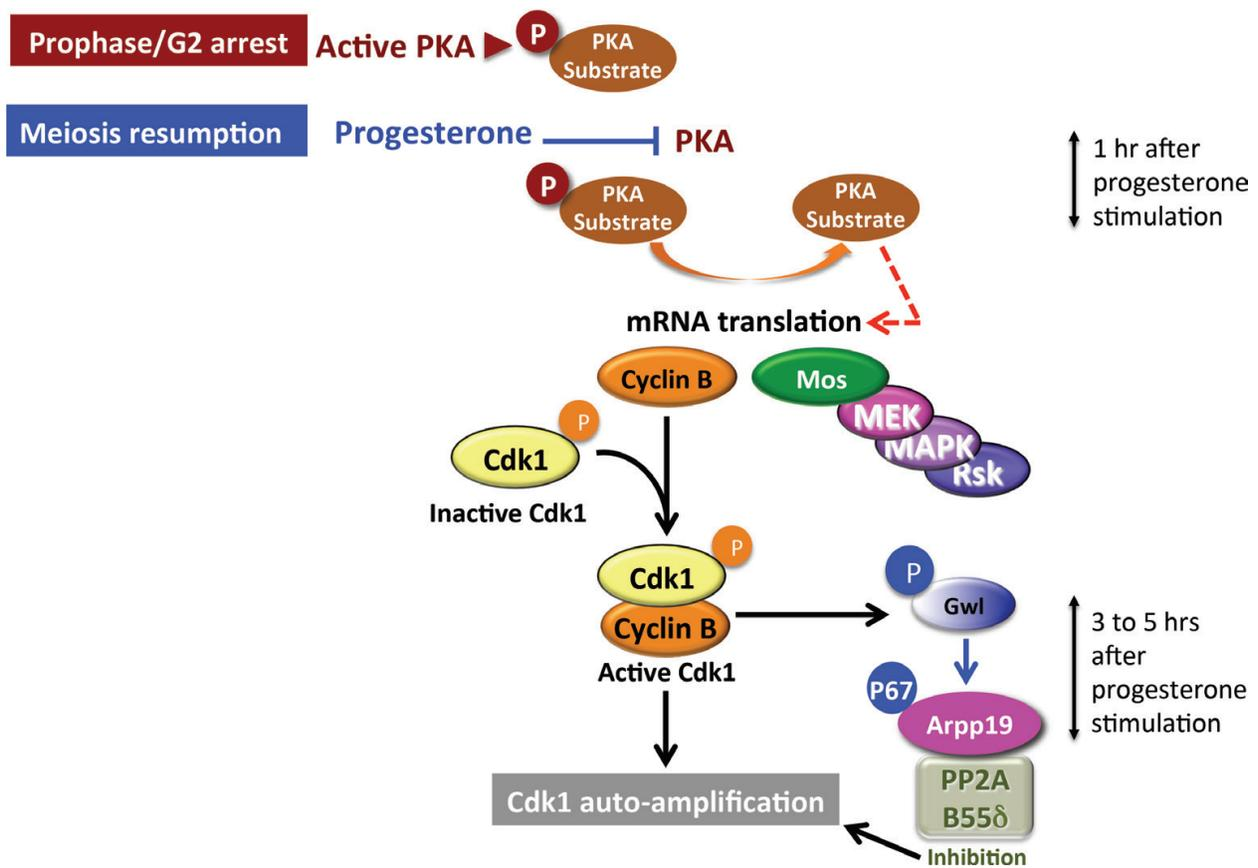 Prophase/G2 arrest
Active PKA
P
PKA
Substrate
Meiosis resumption
Progesterone
PKA
1 hr after
progesterone
stimulation
P
PKA
Substrate
PKA
Substrate
mRNA translation
Cyclin B
Mos
MEK
MAPK
Rsk
P
Cdk1
Inactive Cdk1
P
Cdk1
Cyclin B
Active Cdk1
P
Gwl
P67
Arpp19
PP2A
B55δ
Inhibition
3 to 5 hrs
after
progesterone
stimulation
Cdk1 auto-amplification